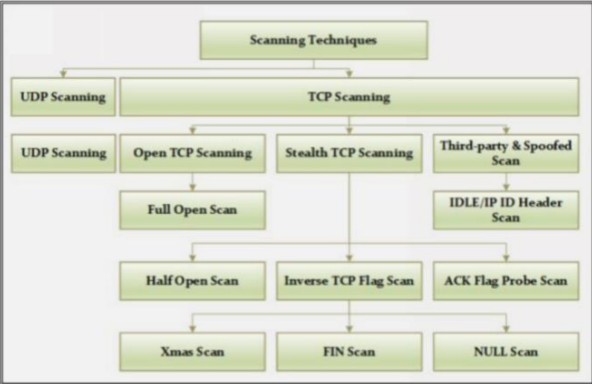 Scanning Techniques
UDP Scanning
TCP Scanning
UDP Scanning
Open TCP Scanning
Stealth TCP Scanning
Third-party & Spoofed
Scan
Full Open Scan
IDLE/IP ID Header
Scan
Half Open Scan
Inverse TCP Flag Scan
ACK Flag Probe Scan
Xmas Scan
FIN Scan
NULL Scan